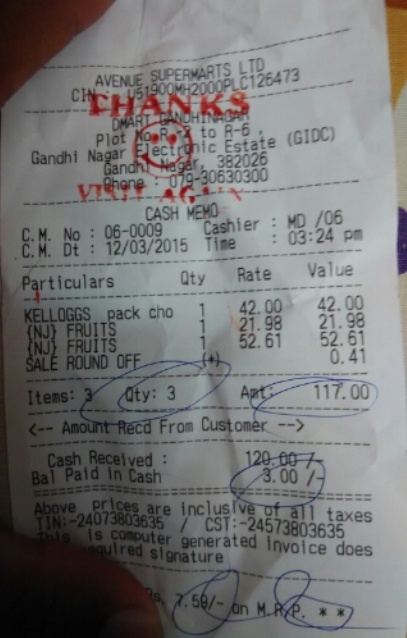 AVENUE SUPERMARTS LTD
CIN U51900MH2000PLC126473
THANKS
DMART GANDHINAGAR
Plot No R-2 to R-6 ,
Gandhi Nagar Electronic Estate (GIDC)
Gandhi Nagar, 382026
Phone : 079-30630300
VISIT AGAIN
CASH MEMO
C.M. No : 06-0009 Cashier : MD /06
C.M. Dt : 12/03/2015 Time : 03:24 pm
Particulars Qty Rate Value
KELLOGGS pack cho 1 42.00 42.00
{NJ} FRUITS 1 21.98 21.98
{NJ} FRUITS 1 52.61 52.61
SALE ROUND OFF (+) 0.41
Items: 3 Qty: 3 Amt: 117.00
<-- Amount Recd From Customer -->
Cash Received : 120.00 /-
Bal Paid in Cash 3.00 /-
Above prices are inclusive of all taxes
TIN:-24073803635 / CST:-24573803635
This is computer generated invoice does
required signature
Rs. 7.59/- on M.R.P. * *